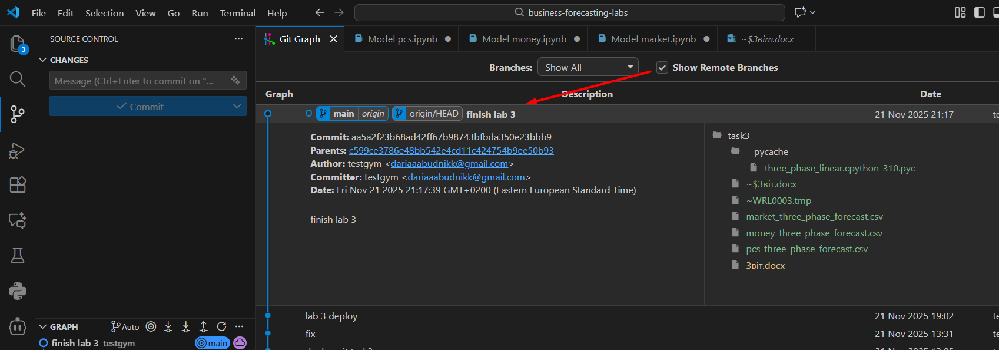 File Edit Selection View Go Run Terminal Help
business-forecasting-labs
3
SOURCE CONTROL
CHANGES
Message (Ctrl+Enter to commit on "...
Commit
Git Graph
Model pcs.ipynb
Model money.ipynb
Model market.ipynb
~$Звіт.docx
Branches: Show All Show Remote Branches
Graph Description Date
main origin origin/HEAD finish lab 3 21 Nov 2025 21:17 te
Commit: aa5a2f23b68ad42ff67b98743bfbda350e23bbb9
Parents: c599ce3786e48bb542e4cd11c424754b9ee50b93
Author: testgym <dariaaabudnikk@gmail.com>
Committer: testgym <dariaaabudnikk@gmail.com>
Date: Fri Nov 21 2025 21:17:39 GMT+0200 (Eastern European Standard Time)
finish lab 3
task3
__pycache__
three_phase_linear.cpython-310.pyc
~$Звіт.docx
~WRL0003.tmp
market_three_phase_forecast.csv
money_three_phase_forecast.csv
pcs_three_phase_forecast.csv
Звіт.docx
lab 3 deploy 21 Nov 2025 19:02 te
fix 21 Nov 2025 13:31 te
GRAPH Auto
finish lab 3 testgym main